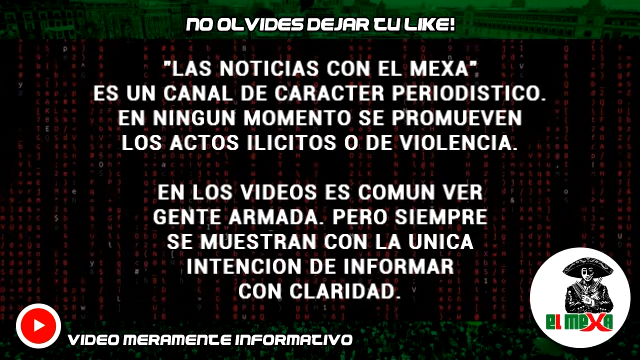 NO OLVIDES DEJAR TU LIKE!
"LAS NOTICIAS CON EL MEXA"
ES UN CANAL DE CARACTER PERIODISTICO.
EN NINGUN MOMENTO SE PROMUEVEN
LOS ACTOS ILICITOS O DE VIOLENCIA.
EN LOS VIDEOS ES COMUN VER
GENTE ARMADA. PERO SIEMPRE
SE MUESTRAN CON LA UNICA
INTENCION DE INFORMAR
CON CLARIDAD.
EL MEXA
VIDEO MERAMENTE INFORMATIVO